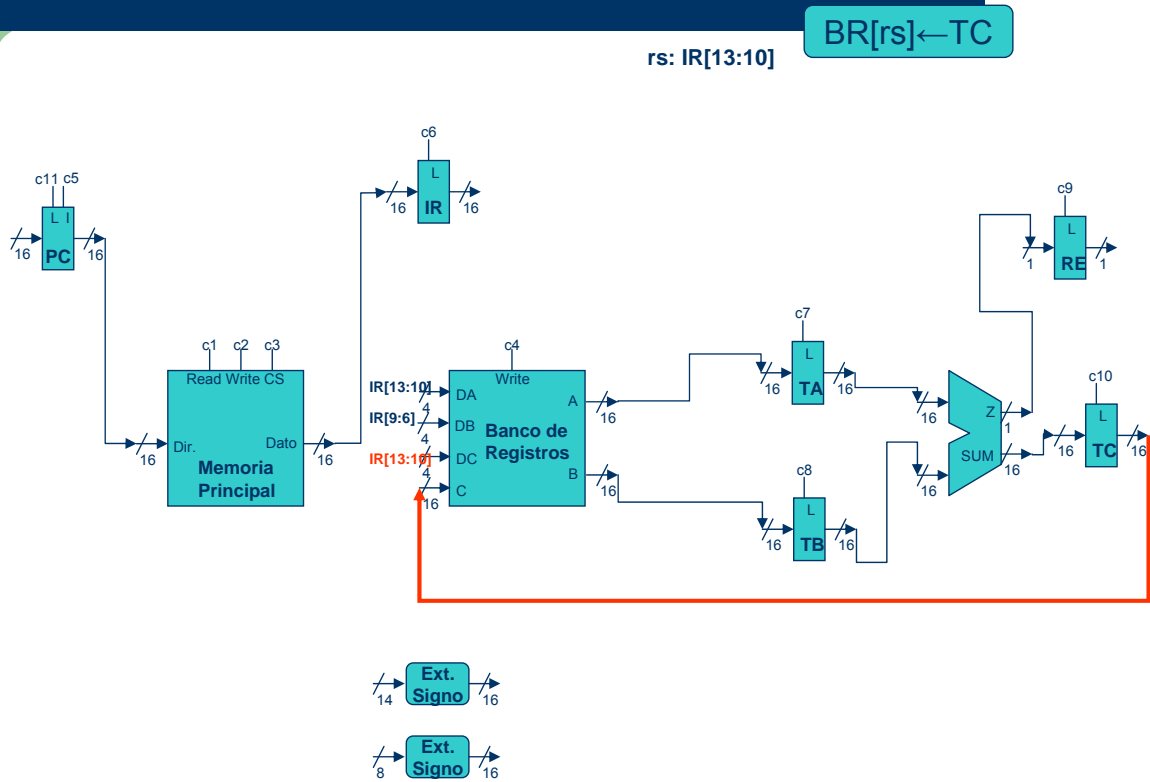 BR[rs]←TC
rs: IR[13:10]
c6
L
IR
16
16
c11 c5
L I
PC
16
16
c9
L
RE
1
1
c1 c2 c3
Read Write CS
Dir.
Dato
Memoria
Principal
16
16
c4
Write
IR[13:10]
DA
4
IR[9:6]
DB
4
IR[13:10]
DC
4
C
16
Banco de
Registros
A
16
B
16
c7
L
TA
16
16
c8
L
TB
16
16
Z
1
SUM
16
16
16
c10
L
TC
16
16
Ext.
Signo
14
16
Ext.
Signo
8
16